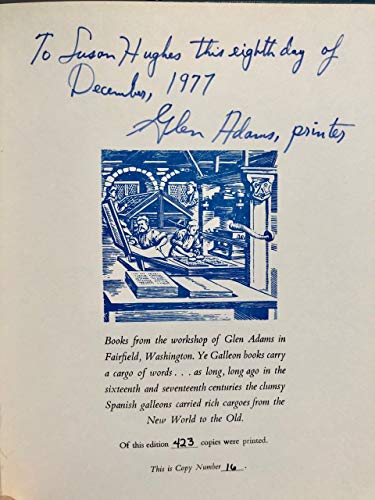 To Susan Hughes this eighth day of
December, 1977
Glen Adams, printer
Books from the workshop of Glen Adams in
Fairfield, Washington. Ye Galleon books carry
a cargo of words . . . as long, long ago in the
sixteenth and seventeenth centuries the clumsy
Spanish galleons carried rich cargoes from the
New World to the Old.
Of this edition 423 copies were printed.
This is Copy Number 16.